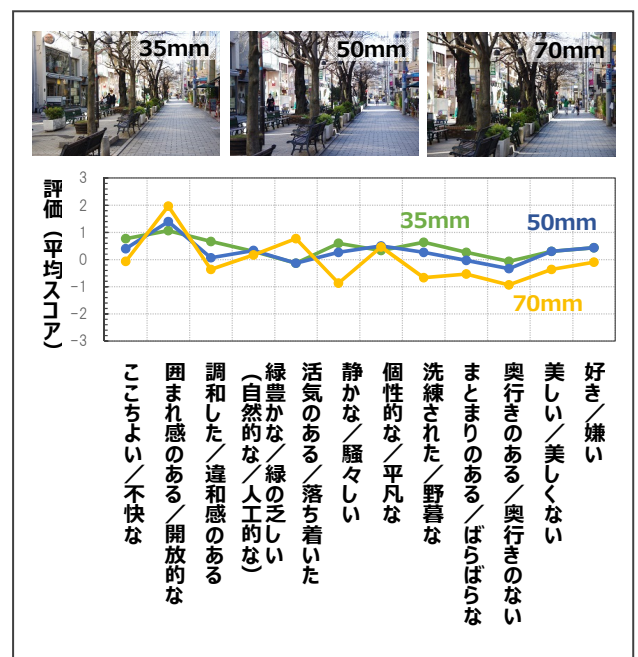 35mm
50mm
70mm
評価（平均スコア）
3
2
1
0
-1
-2
-3
35mm
50mm
70mm
ここちよい／不快な
囲まれ感のある／開放的な
調和した／違和感のある
緑豊かな／緑の乏しい
（自然的な／人工的な）
活気のある／落ち着いた
静かな／騒々しい
個性的な／平凡な
洗練された／野暮な
まとまりのある／ばらばらな
奥行きのある／奥行きのない
美しい／美しくない
好き／嫌い